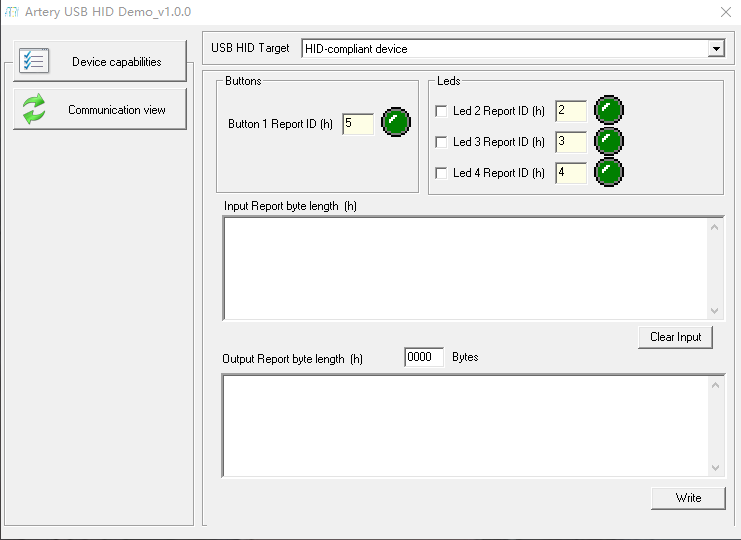 Artery USB HID Demo_v1.0.0
Device capabilities
Communication view
USB HID Target HID-compliant device
Buttons
Button 1 Report ID (h) 5
Leds
Led 2 Report ID (h) 2
Led 3 Report ID (h) 3
Led 4 Report ID (h) 4
Input Report byte length (h)
Clear Input
Output Report byte length (h) 0000 Bytes
Write